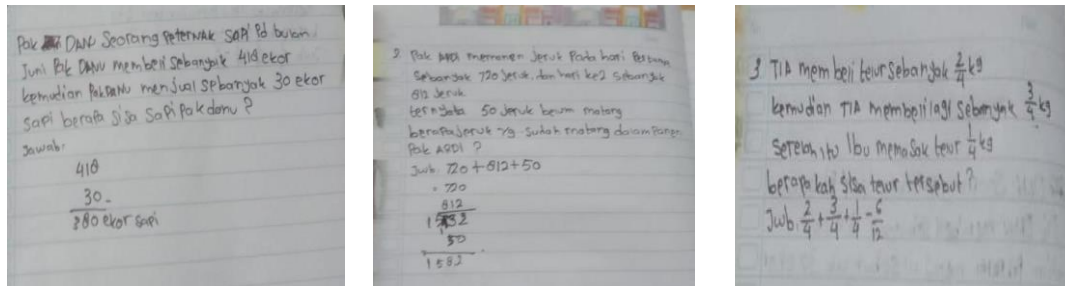 Pak DANU seorang peternak sapi Pd bulan
Juni Pak DANU membeli sebanyak 418 ekor
kemudian PakDANU menjual sebanyak 30 ekor
sapi berapa sisa sapi Pak danu?
Jawab:
418
30 -
380 ekor sapi
2. Pak ARDI memanen Jeruk Pada hari
sebanyak 720 Jeruk. dan hari ke2 sebanyak
812 Jeruk
ternyata 50 Jeruk belum matang
berapa Jeruk yg sudah matang dalam Panen
Pak ARDI ?
Jwb. 720 + 812 + 50
720
812
1532
50
1582
3 TIA membeli telur sebanyak 2/4 kg
kemudian TIA membeli lagi sebanyak 3/4 kg
setelah itu Ibu memasak telur 1/4 kg
berapa kah sisa telur tersebut?
Jwb. 2/4 + 3/4 + 1/4 = 6/12